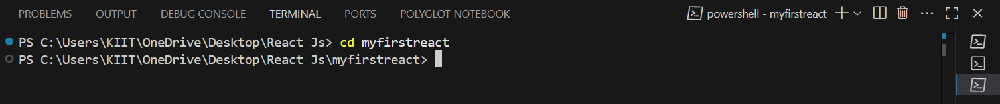 PROBLEMS OUTPUT DEBUG CONSOLE TERMINAL PORTS POLYGLOT NOTEBOOK powershell - myfirstreact
PS C:\Users\KIIT\OneDrive\Desktop\React Js> cd myfirstreact
PS C:\Users\KIIT\OneDrive\Desktop\React Js\myfirstreact>